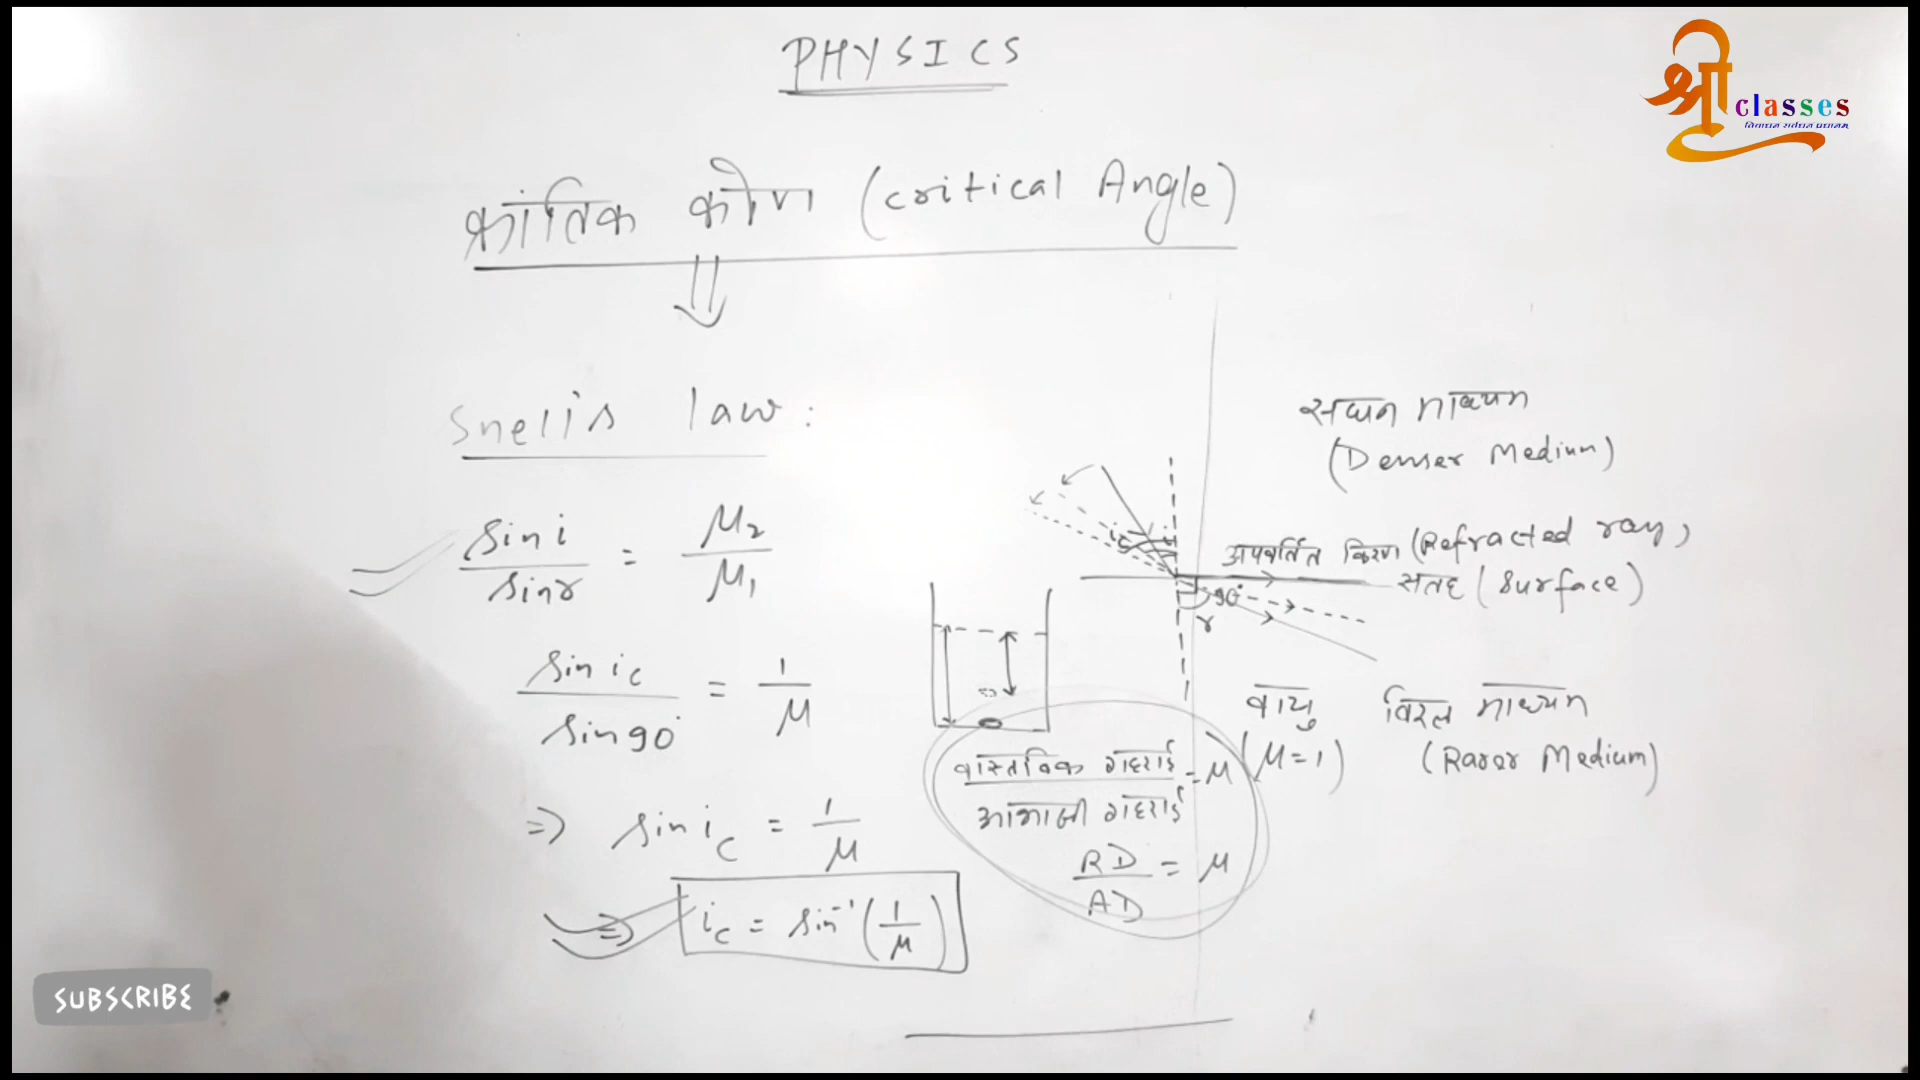 PHYSICS
श्री classes
क्रांतिक कोण (critical Angle)
Snell's law:
sin i / sin r = μ₂ / μ₁
sin ic / sin 90° = 1 / μ
⇒ sin ic = 1 / μ
⇒ ic = sin⁻¹ (1/μ)
सघन माध्यम
(Denser Medium)
ic i
अपवर्तित किरण (Refracted ray)
सतह (Surface)
90°
r
वायु
(μ=1)
विरल माध्यम
(Rarer Medium)
वास्तविक गहराई / आभासी गहराई = μ
RD / AD = μ
SUBSCRIBE